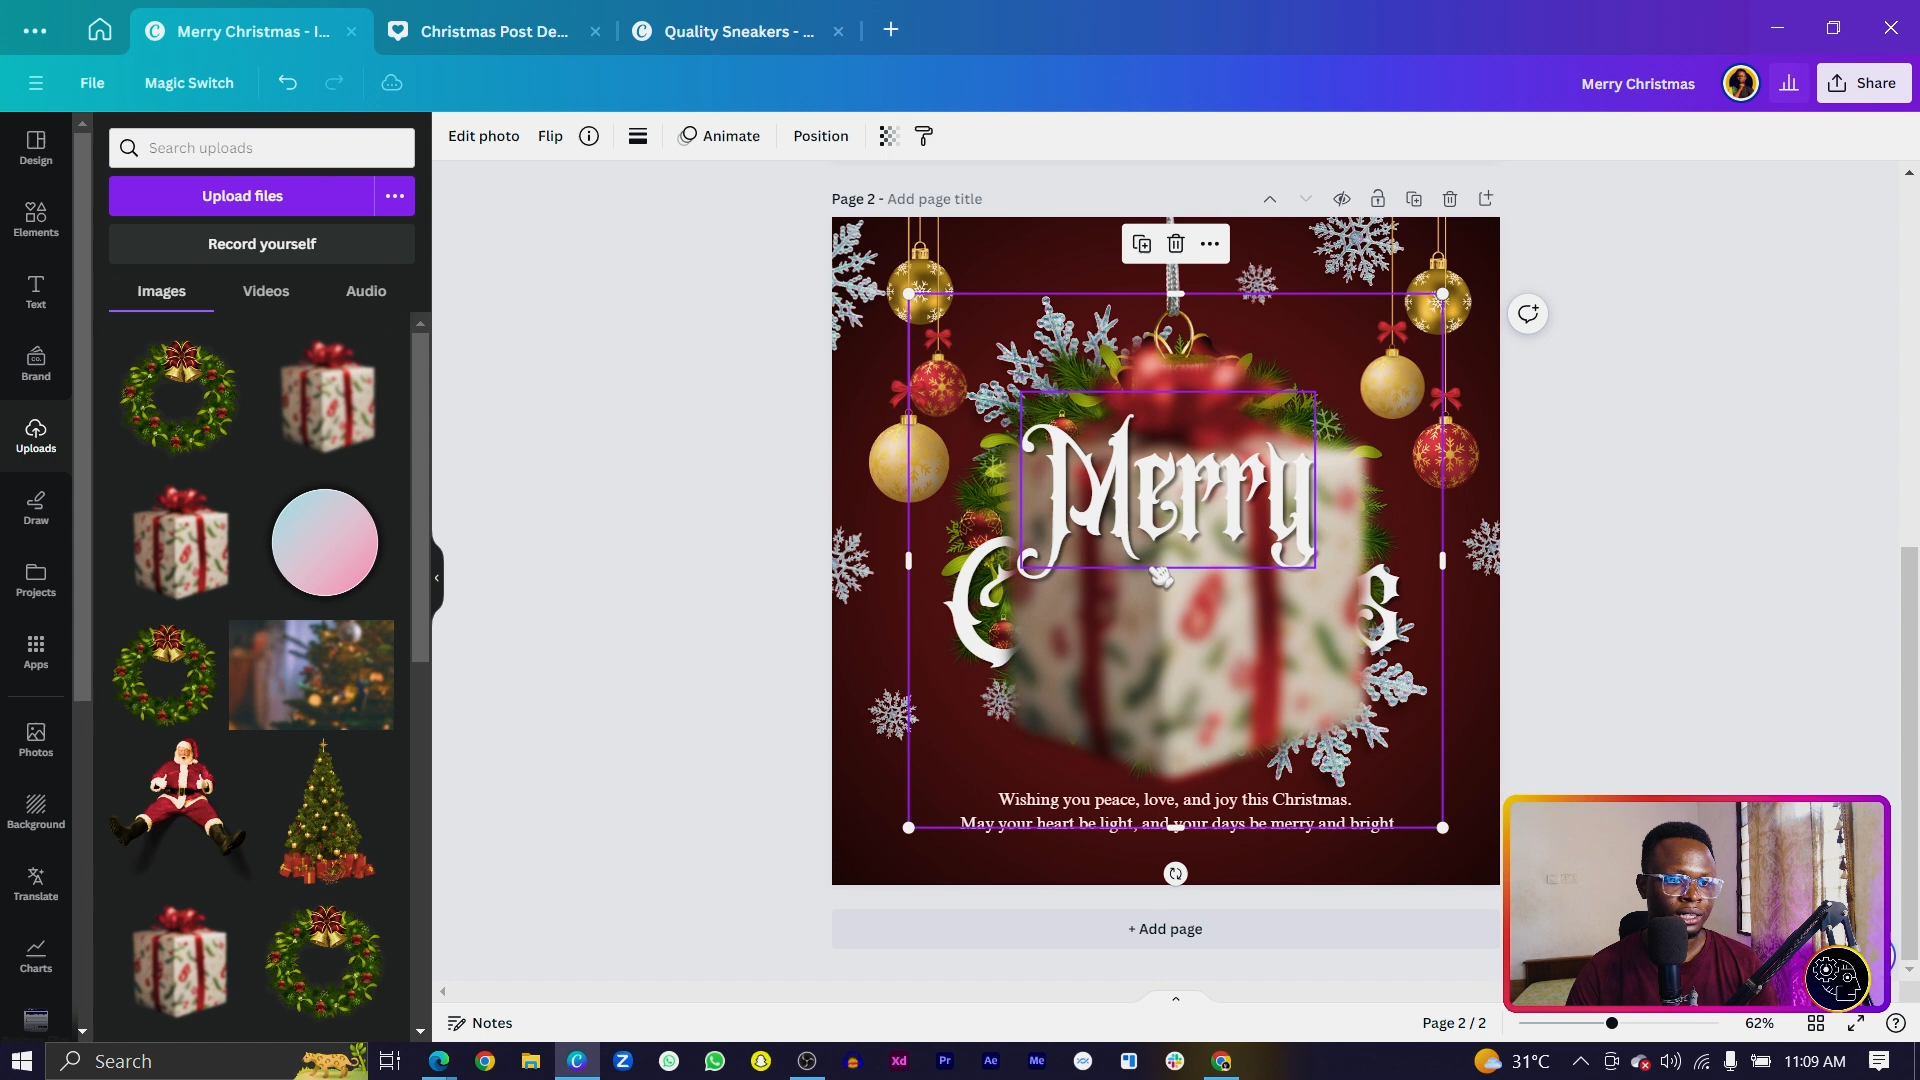 Merry Christmas - I...
Christmas Post De...
Quality Sneakers - ...
File
Magic Switch
Merry Christmas
Share
Design
Elements
Text
Brand
Uploads
Draw
Projects
Apps
Photos
Background
Translate
Charts
Search uploads
Upload files
Record yourself
Images
Videos
Audio
Edit photo
Flip
Animate
Position
Page 2 - Add page title
Merry
C s
Wishing you peace, love, and joy this Christmas.
May your heart be light, and your days be merry and bright
+ Add page
Notes
Page 2 / 2
62%
Search
Xd
Pr
Ae
Me
31°C
11:09 AM